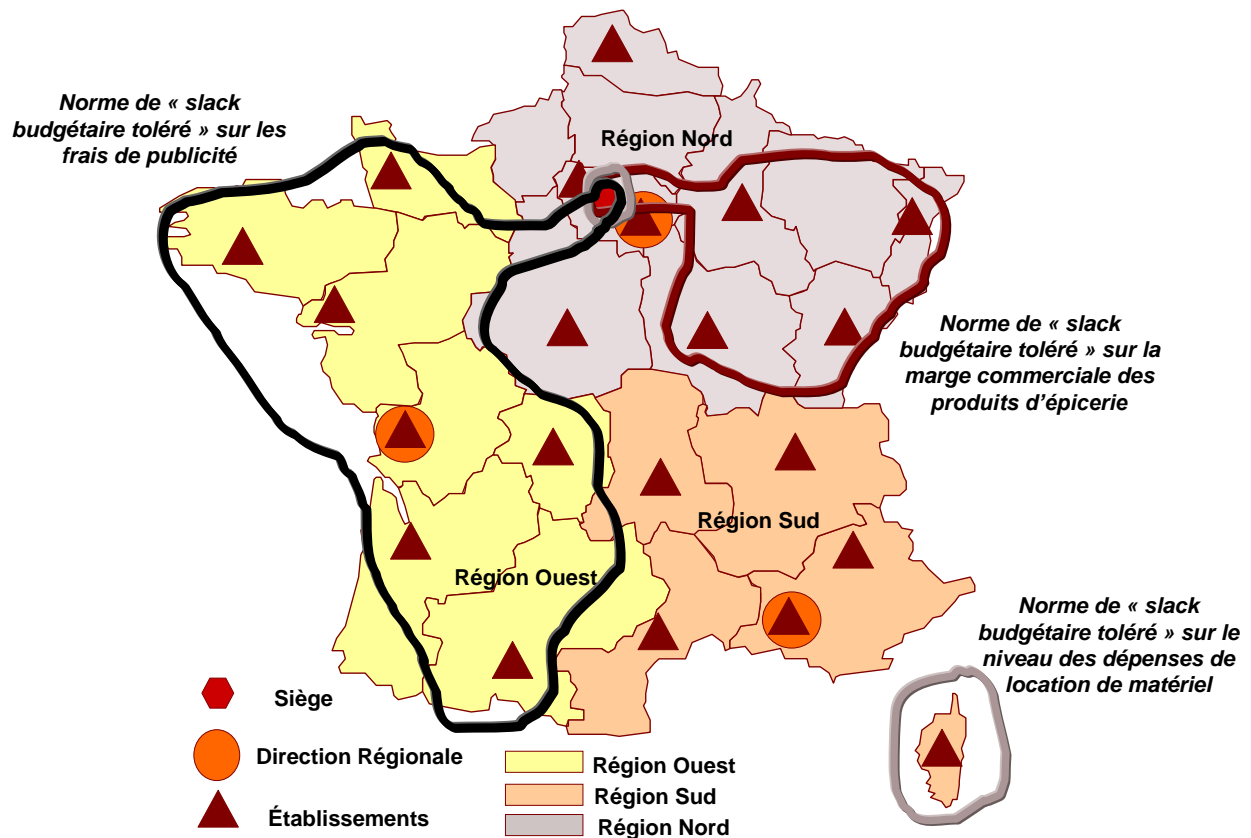 Norme de « slack
budgétaire toléré » sur les
frais de publicité
Région Nord
Norme de « slack
budgétaire toléré » sur la
marge commerciale des
produits d’épicerie
Région Sud
Région Ouest
Norme de « slack
budgétaire toléré » sur le
niveau des dépenses de
location de matériel
Siège
Direction Régionale
Établissements
Région Ouest
Région Sud
Région Nord